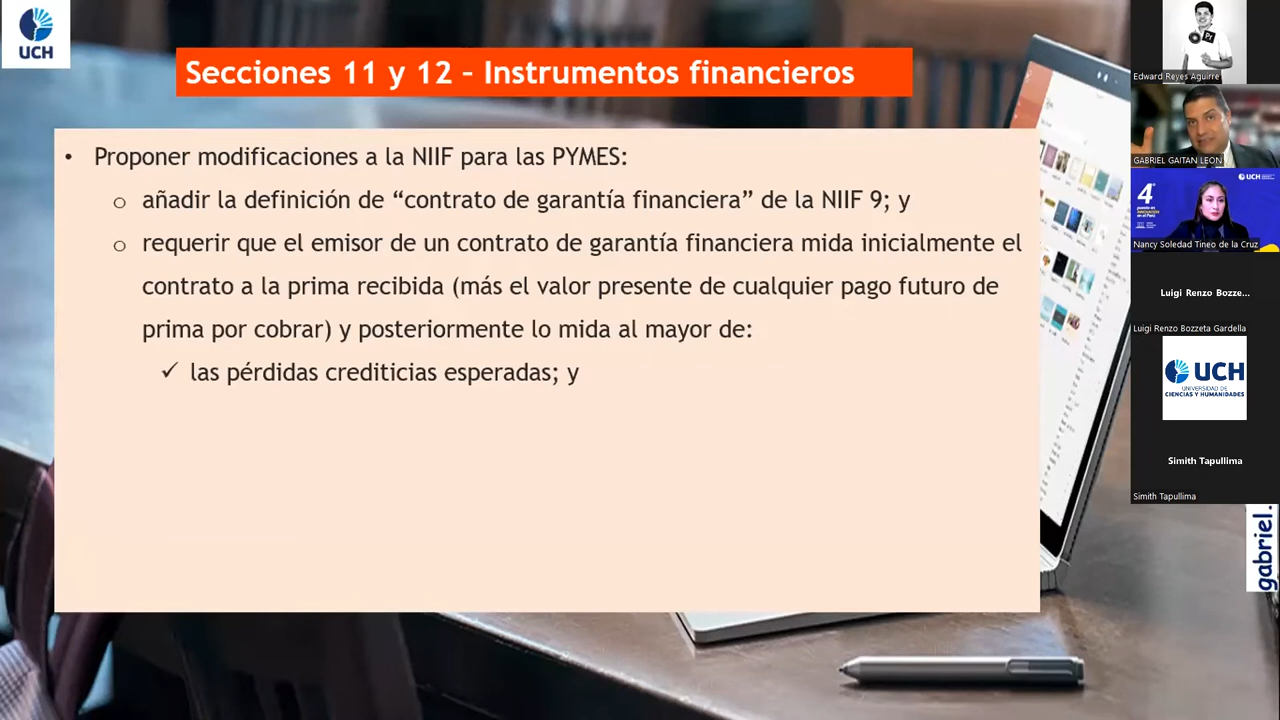 UCH
Secciones 11 y 12 – Instrumentos financieros
• Proponer modificaciones a la NIIF para las PYMES:
o añadir la definición de “contrato de garantía financiera” de la NIIF 9; y
o requerir que el emisor de un contrato de garantía financiera mida inicialmente el
contrato a la prima recibida (más el valor presente de cualquier pago futuro de
prima por cobrar) y posteriormente lo mida al mayor de:
✓ las pérdidas crediticias esperadas; y
Pr
Edward Reyes Aguirre
GABRIEL GAITAN LEON
UCH
4°
Nancy Soledad Tineo de la Cruz
Luigi Renzo Bozze...
Luigi Renzo Bozzeta Gardella
UCH
UNIVERSIDAD DE
CIENCIAS Y HUMANIDADES
Simith Tapullima
Simith Tapullima
gabriel.